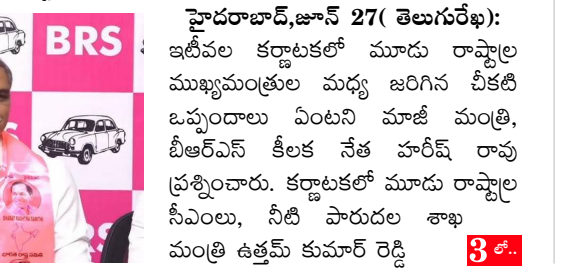 BRS
హైదరాబాద్,జూన్ 27( తెలుగురేఖ):
ఇటీవల కర్ణాటకలో మూడు రాష్ట్రాల
ముఖ్యమంత్రుల మధ్య జరిగిన చీకటి
ఒప్పందాలు ఏంటని మాజీ మంత్రి,
బీఆర్ఎస్ కీలక నేత హరీష్ రావు
ప్రశ్నించారు. కర్ణాటకలో మూడు రాష్ట్రాల
సీఎంలు, నీటి పారుదల శాఖ
మంత్రి ఉత్తమ్ కుమార్ రెడ్డి
3 లో..